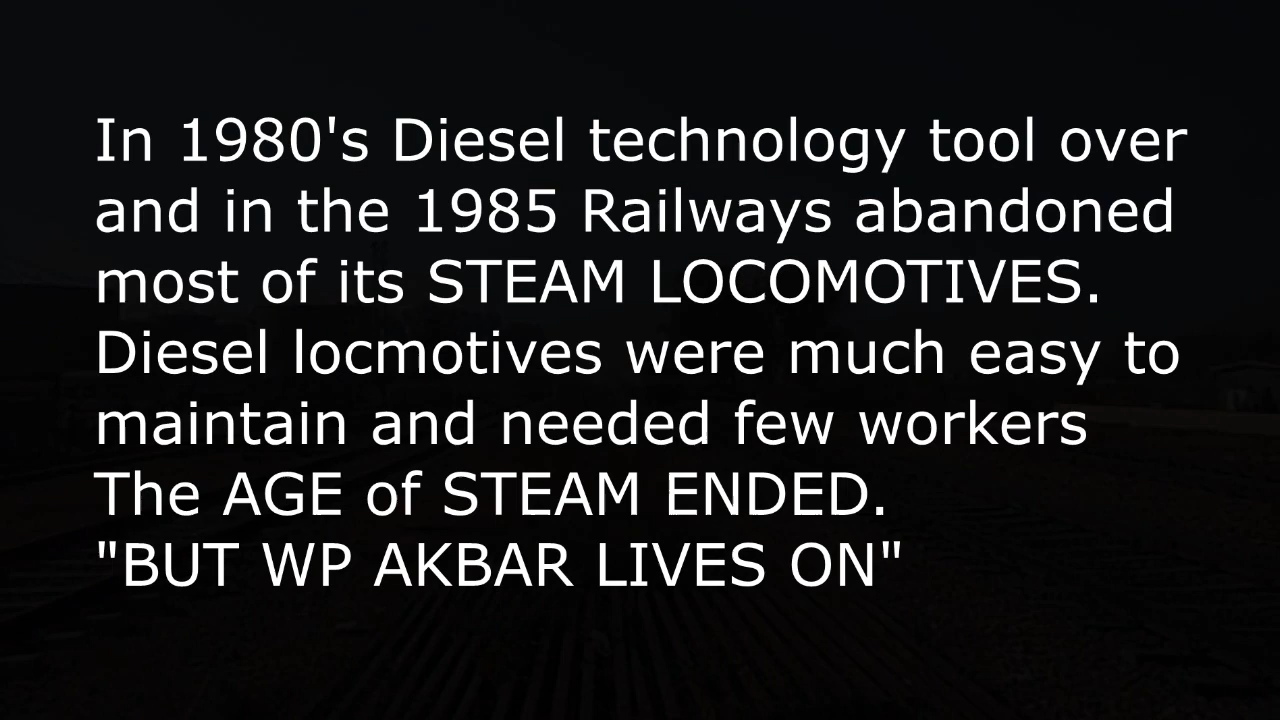 In 1980's Diesel technology tool over
and in the 1985 Railways abandoned
most of its STEAM LOCOMOTIVES.
Diesel locmotives were much easy to
maintain and needed few workers
The AGE of STEAM ENDED.
"BUT WP AKBAR LIVES ON"